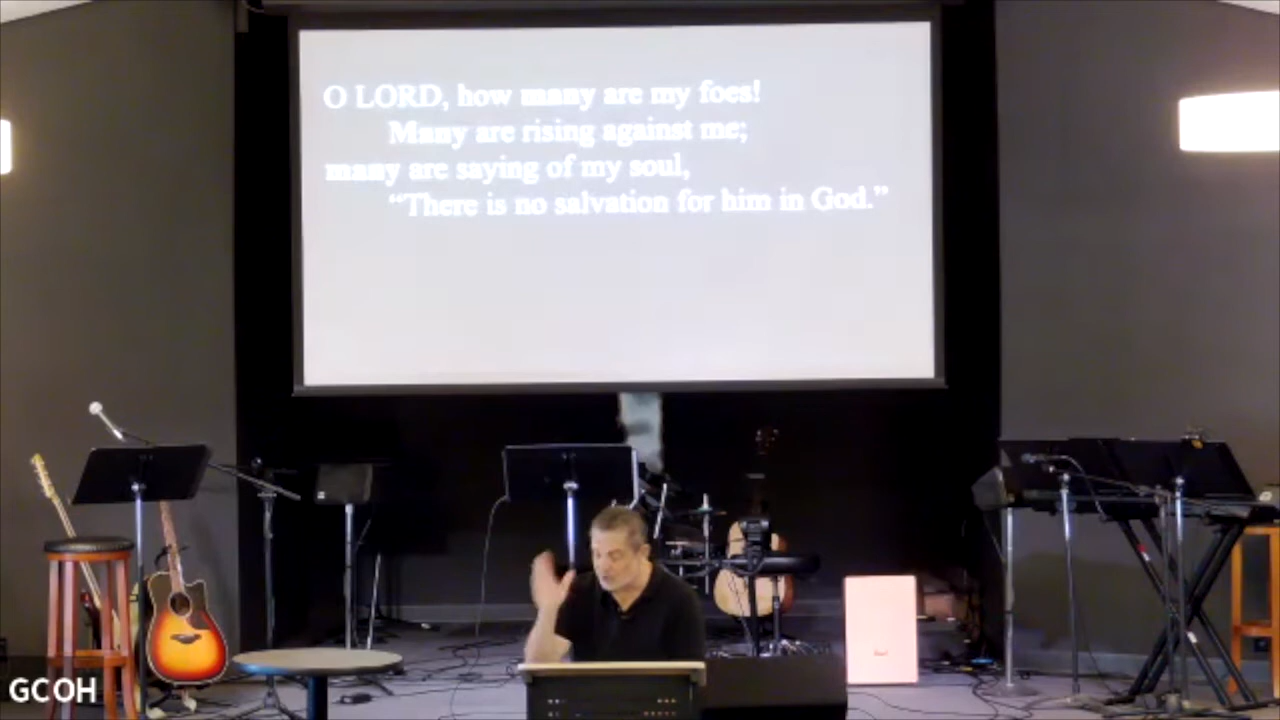 O LORD, how many are my foes!
Many are rising against me;
many are saying of my soul,
“There is no salvation for him in God.”
GCOH